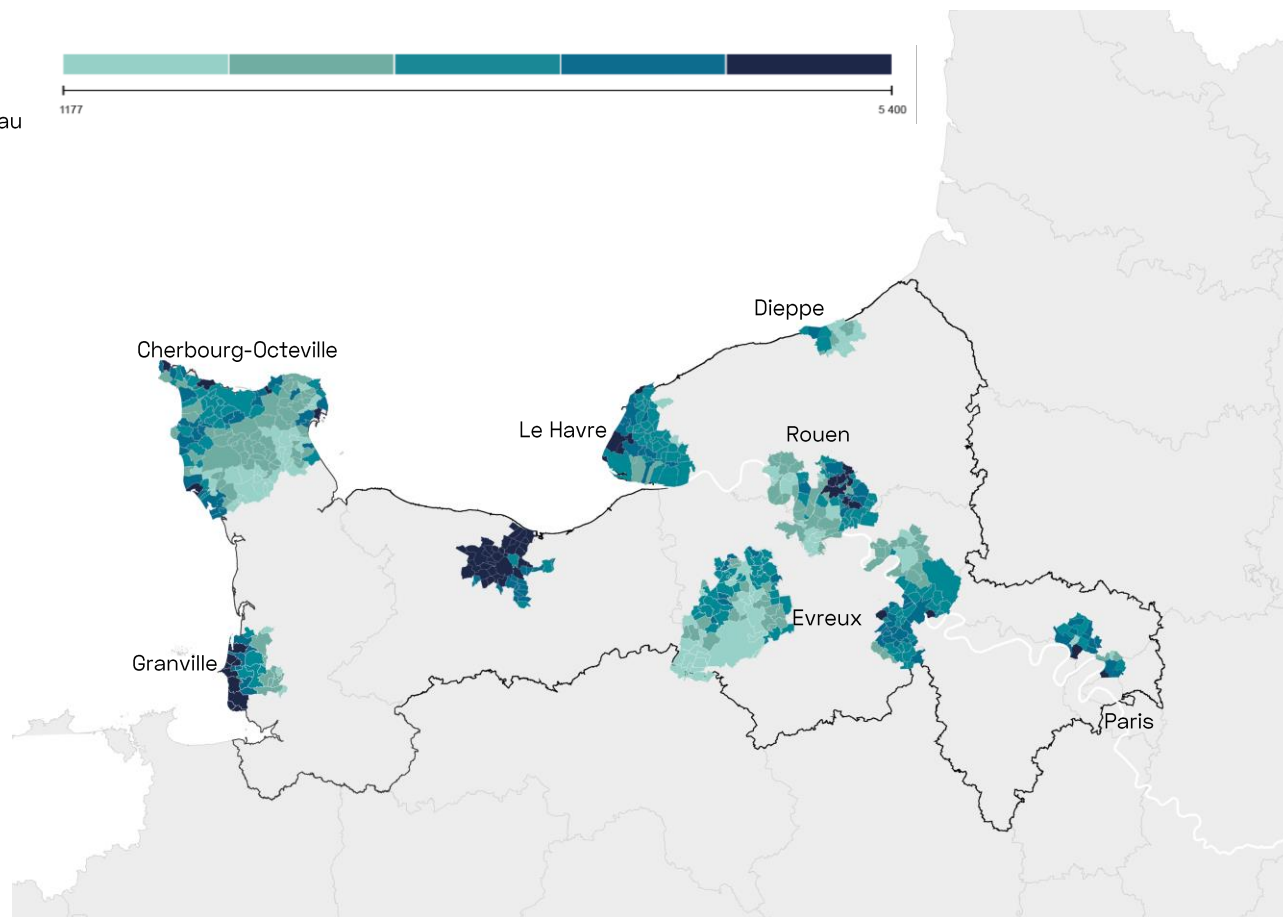 1177
5 400
au
Dieppe
Cherbourg-Octeville
Le Havre
Rouen
Evreux
Granville
Paris